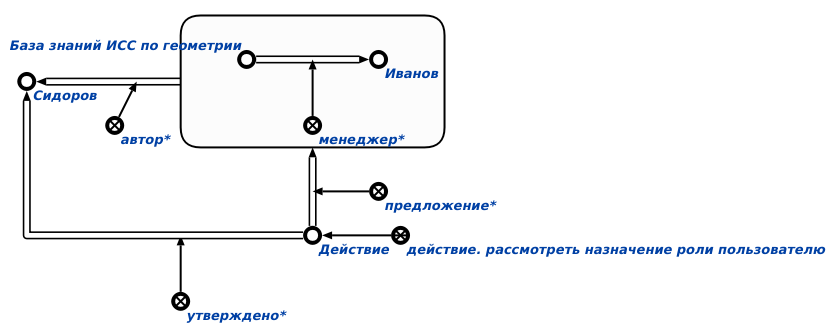 База знаний ИСС по геометрии
Иванов
Сидоров
автор*
менеджер*
предложение*
Действие
действие. рассмотреть назначение роли пользователю
утверждено*